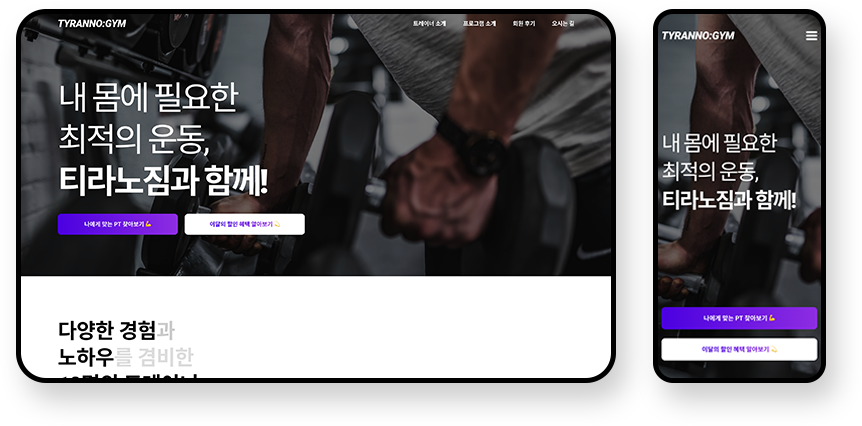 TYRANNO:GYM
트레이너 소개 프로그램 소개 회원 후기 오시는 길
내 몸에 필요한
최적의 운동,
티라노짐과 함께!
나에게 맞는 PT 찾아보기 💪
이달의 할인 혜택 알아보기 💫
다양한 경험과
노하우를 겸비한
TYRANNO:GYM
내 몸에 필요한
최적의 운동,
티라노짐과 함께!
나에게 맞는 PT 찾아보기 💪
이달의 할인 혜택 알아보기 💫